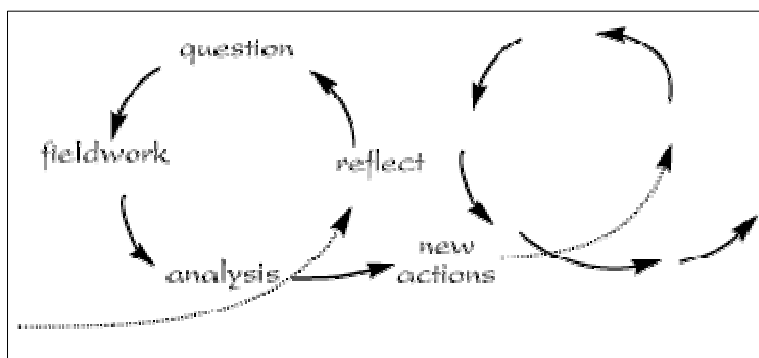 question
fieldwork
reflect
analysis
new
actions